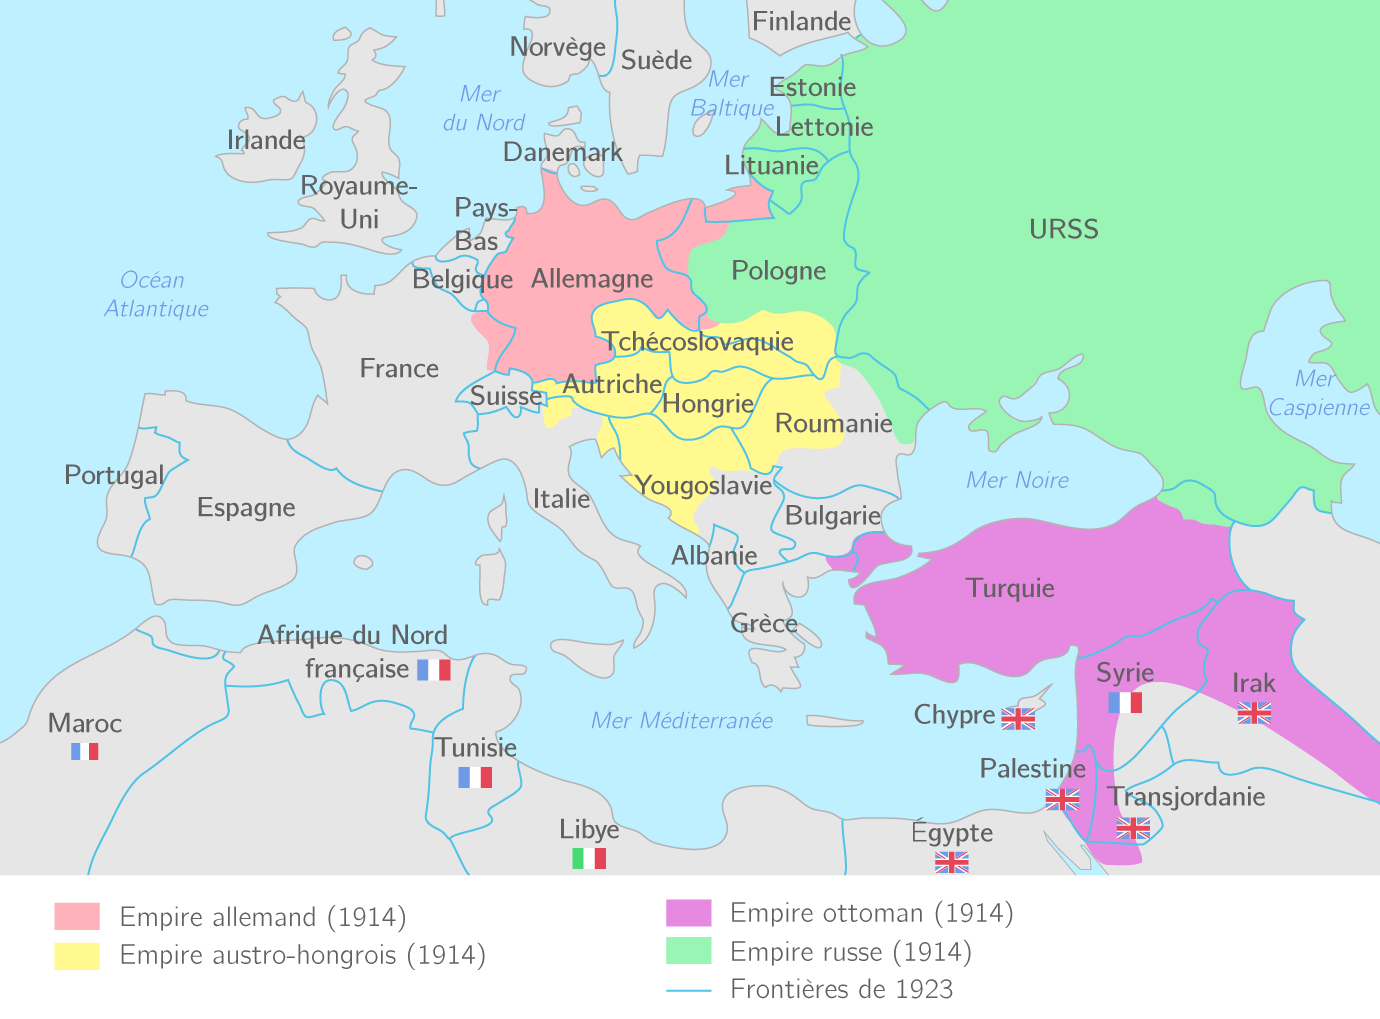 Finlande
Norvège
Suède
Mer
Baltique
Estonie
Mer
du Nord
Lettonie
Irlande
Danemark
Lituanie
Royaume-
Uni
Pays-
Bas
URSS
Pologne
Océan
Atlantique
Belgique
Allemagne
Tchécoslovaquie
France
Autriche
Suisse
Hongrie
Mer
Caspienne
Roumanie
Portugal
Espagne
Italie
Yougoslavie
Mer Noire
Bulgarie
Albanie
Turquie
Grèce
Afrique du Nord
française
Syrie
Irak
Maroc
Mer Méditerranée
Chypre
Tunisie
Palestine
Transjordanie
Libye
Égypte
Empire allemand (1914)
Empire austro-hongrois (1914)
Empire ottoman (1914)
Empire russe (1914)
Frontières de 1923